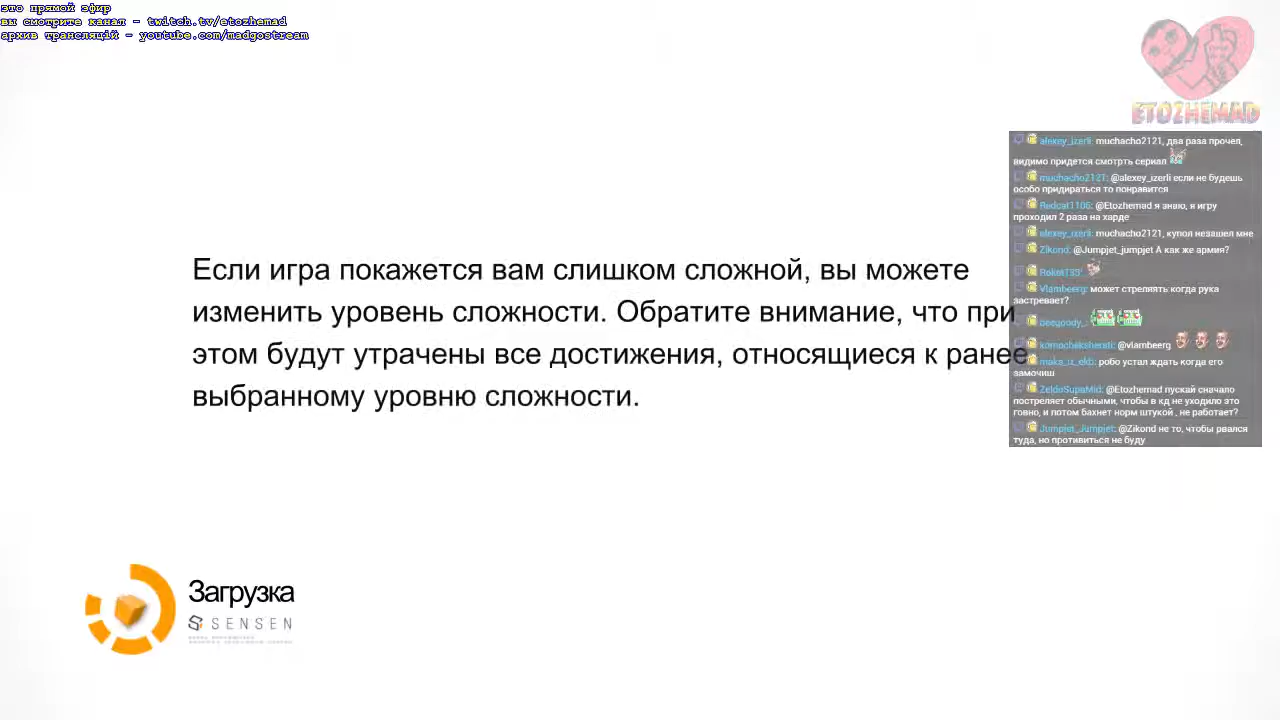 это прямой эфир
вы смотрите канал - twitch.tv/etozhemad
архив трансляций - youtube.com/madgostream
ETOZHEMAD
alexey_izerli: muchacho2121, два раза прочел,
видимо придется смотрть сериал
muchacho2121: @alexey_izerli если не будешь
особо придираться то понравится
Redcat1106: @Etozhemad я знаю, я игру
проходил 2 раза на харде
alexey_izerli: muchacho2121, купол незашел мне
Zikond: @Jumpjet_jumpjet А как же армия?
Vlambeerg: может стрелять когда рука
застревает?
Если игра покажется вам слишком сложной, вы можете
изменить уровень сложности. Обратите внимание, что при
этом будут утрачены все достижения, относящиеся к ранее
выбранному уровню сложности.
komochekshersti: @vlambeerg
maks_iz_ekb: робо устал ждать когда его
замочиш
ZeldoSupaMid: @Etozhemad пускай сначало
постреляет обычными, чтобы в кд не уходило это
говно, и потом бахнет норм штукой , не работает?
Jumpjet_Jumpjet: @Zikond не то, чтобы рвался
туда, но противиться не буду
Загрузка
SENSEN